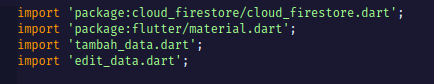 import 'package:cloud_firestore/cloud_firestore.dart';
import 'package:flutter/material.dart';
import 'tambah_data.dart';
import 'edit_data.dart';